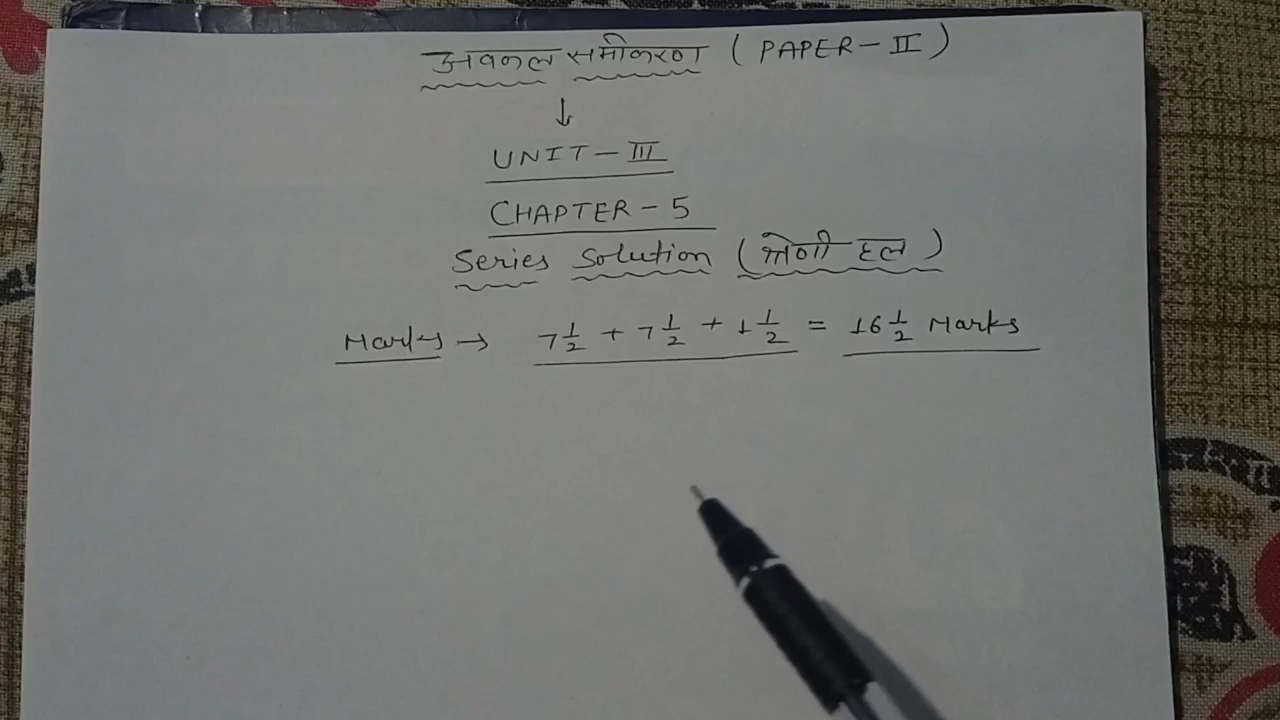 अवकल समीकरण (PAPER-II)
↓
UNIT-III
CHAPTER-5
Series Solution (श्रेणी हल)
Marks → 7 1/2 + 7 1/2 + 1 1/2 = 16 1/2 Marks